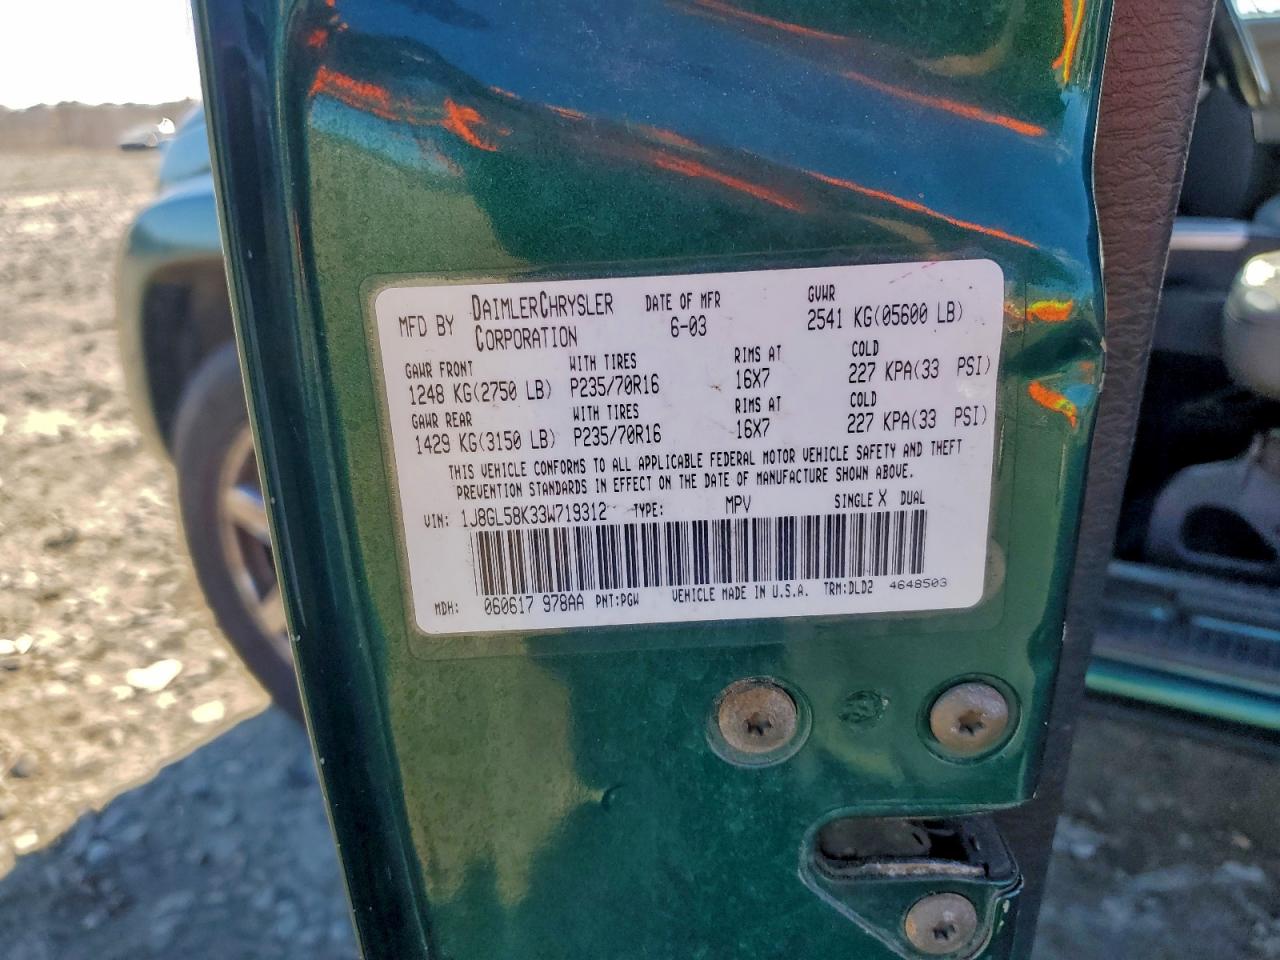 MFD BY DAIMLERCHRYSLER CORPORATION DATE OF MFR 6-03 GVWR 2541 KG(05600 LB)
GAWR FRONT WITH TIRES RIMS AT COLD
1248 KG(2750 LB) P235/70R16 16X7 227 KPA(33 PSI)
GAWR REAR WITH TIRES RIMS AT COLD
1429 KG(3150 LB) P235/70R16 16X7 227 KPA(33 PSI)
THIS VEHICLE CONFORMS TO ALL APPLICABLE FEDERAL MOTOR VEHICLE SAFETY AND THEFT
PREVENTION STANDARDS IN EFFECT ON THE DATE OF MANUFACTURE SHOWN ABOVE.
VIN: 1J8GL58K33W719312 TYPE: MPV SINGLE X DUAL
MDH: 060617 978AA PNT:PGW VEHICLE MADE IN U.S.A. TRM:DLD2 4648503